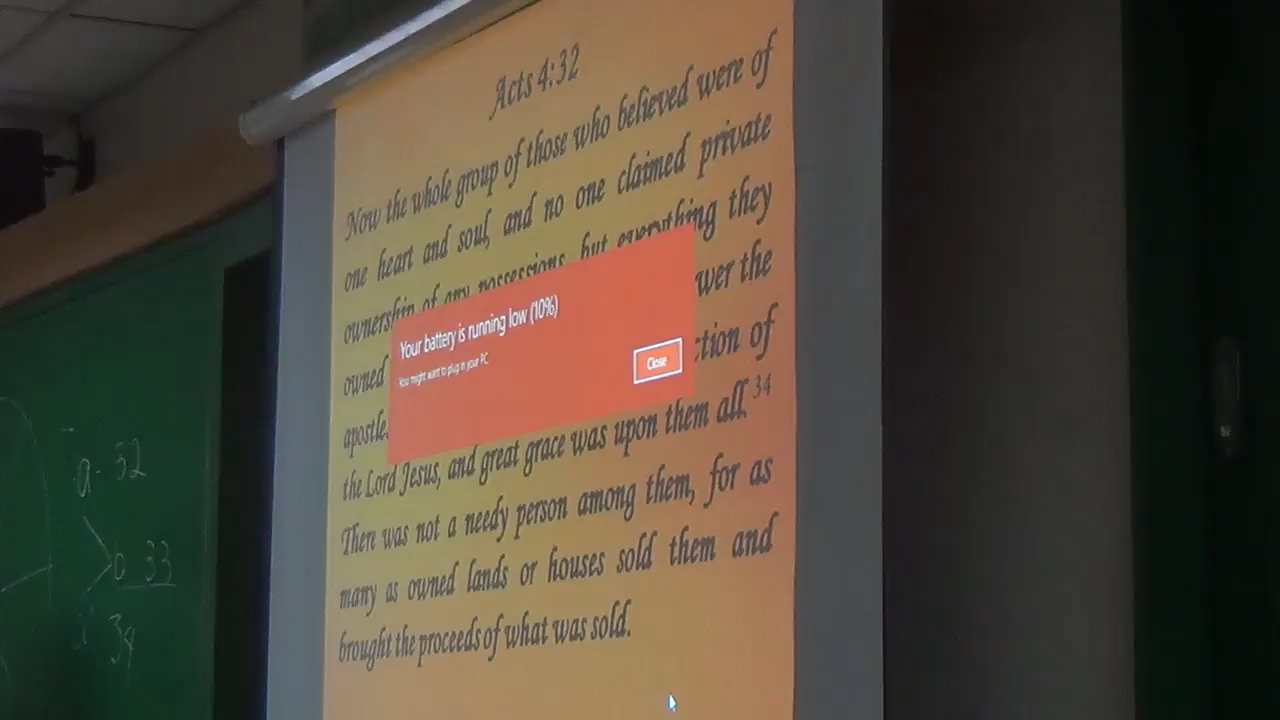 Acts 4:32
Now the whole group of those who believed were of
one heart and soul, and no one claimed private
ownership of any possessions, but everything they
owned wer the
ction of
apostle
the Lord Jesus, and great grace was upon them all. 34
There was not a needy person among them, for as
many as owned lands or houses sold them and
brought the proceeds of what was sold.
Your battery is running low (10%)
You might want to plug in your PC.
Close
a - 32
b 33
34